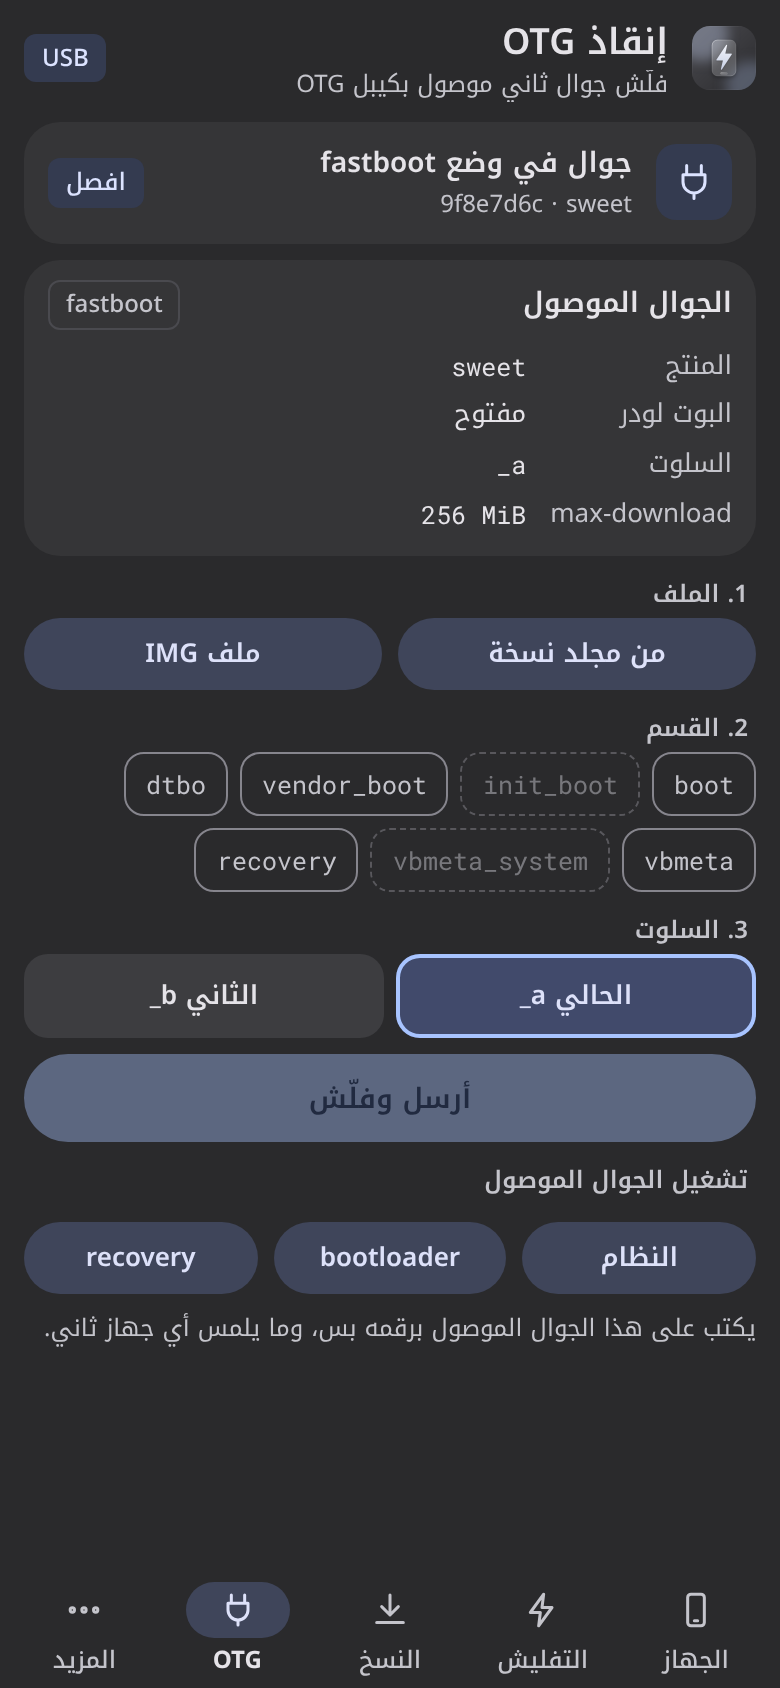 إنقاذ OTG
USB
فلّش جوال ثاني موصول بكيبل OTG
جوال في وضع fastboot
افصل
9f8e7d6c · sweet
الجوال الموصول
fastboot
المنتج sweet
البوت لودر مفتوح
السلوت _a
max-download 256 MiB
1. الملف
من مجلد نسخة
ملف IMG
2. القسم
boot init_boot vendor_boot dtbo
vbmeta vbmeta_system recovery
3. السلوت
الحالي _a
الثاني _b
أرسل وفلّش
تشغيل الجوال الموصول
النظام
bootloader
recovery
يكتب على هذا الجوال الموصول برقمه بس، وما يلمس أي جهاز ثاني.
الجهاز
التفليش
النسخ
OTG
المزيد